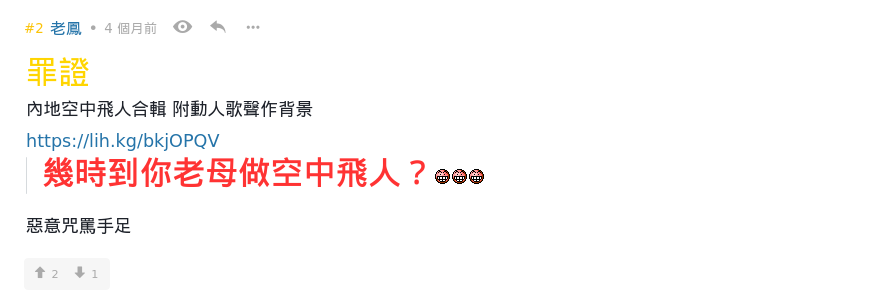 #2 老鳳 • 4 個月前
罪證
內地空中飛人合輯 附動人歌聲作背景
https://lih.kg/bkjOPQV
幾時到你老母做空中飛人？
惡意咒罵手足
2 1